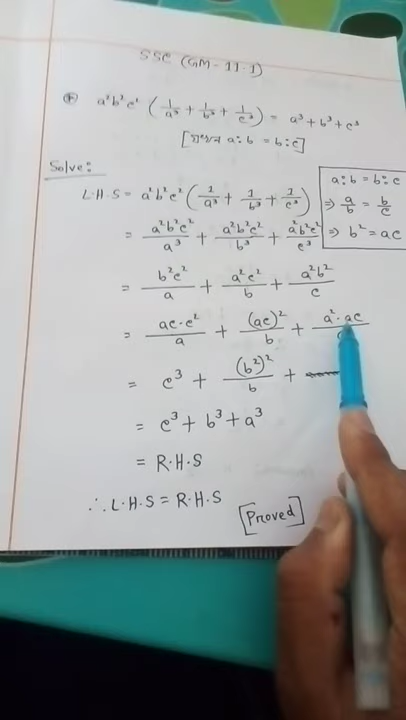 SSC (GM-11.1)
* a²b²c² (1/a³ + 1/b³ + 1/c³) = a³ + b³ + c³
[যেখানে a:b = b:c]
Solve:
L.H.S = a²b²c² (1/a³ + 1/b³ + 1/c³)
= a²b²c²/a³ + a²b²c²/b³ + a²b²c²/c³
= b²c²/a + a²c²/b + a²b²/c
= ac·c²/a + (ac)²/b + a²·ac/
= c³ + (b²)²/b +
= c³ + b³ + a³
= R.H.S
∴ L.H.S = R.H.S
[Proved]
a:b = b:c
⇒ a/b = b/c
⇒ b² = ac